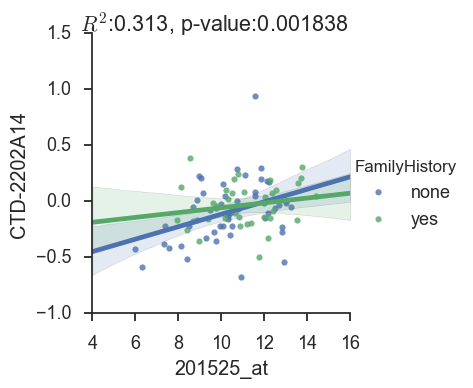 R²:0.313, p-value:0.001838
1.5
1.0
0.5
0.0
−0.5
−1.0
CTD-2202A14
4 6 8 10 12 14 16
201525_at
FamilyHistory
none
yes